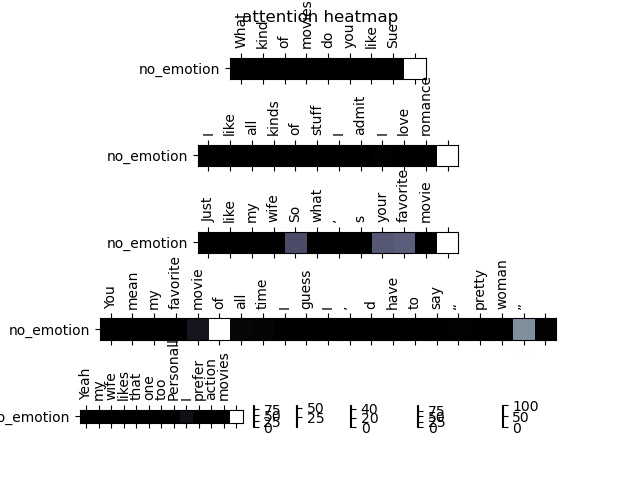 attention heatmap
What kind of movies do you like Sue
no_emotion
I like all kinds of stuff I admit I love romance
no_emotion
Just like my wife So what , s your favorite movie
no_emotion
You mean my favorite movie of all time I guess I , d have to say “ pretty woman ”
no_emotion
Yeah my wife likes that one too Personall I prefer action movies
o_emotion
75 50 25 0
50 25
40 20 0
75 50 25 0
100 50 0